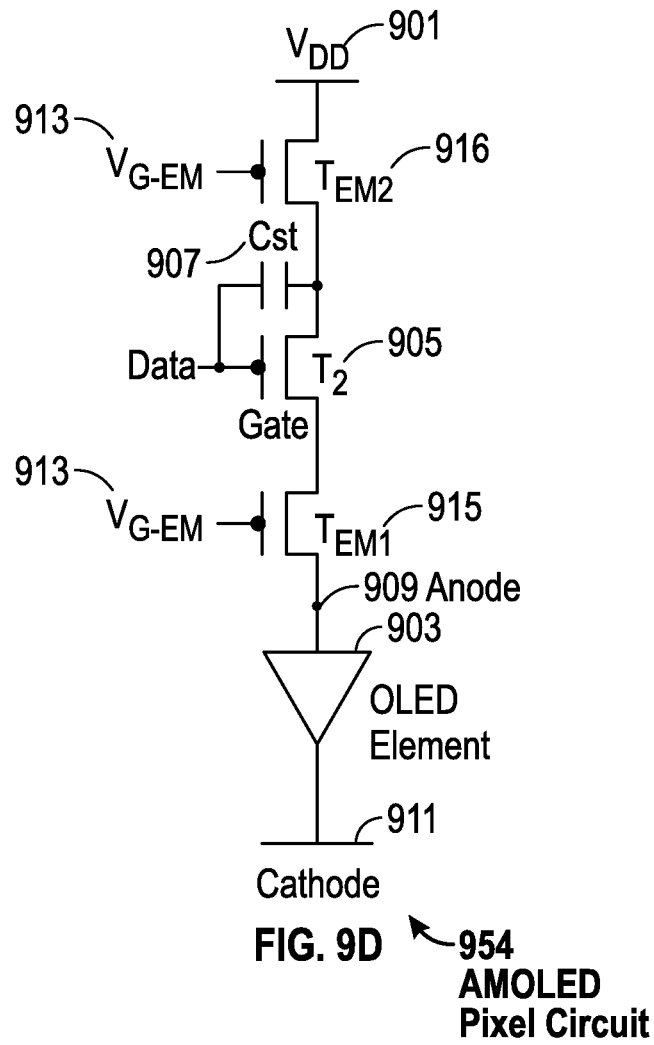 V_DD 901
913
V_G-EM
T_EM2 916
Cst
907
Data
T_2 905
Gate
913
V_G-EM
T_EM1 915
909 Anode
903
OLED
Element
911
Cathode
FIG. 9D
954
AMOLED
Pixel Circuit